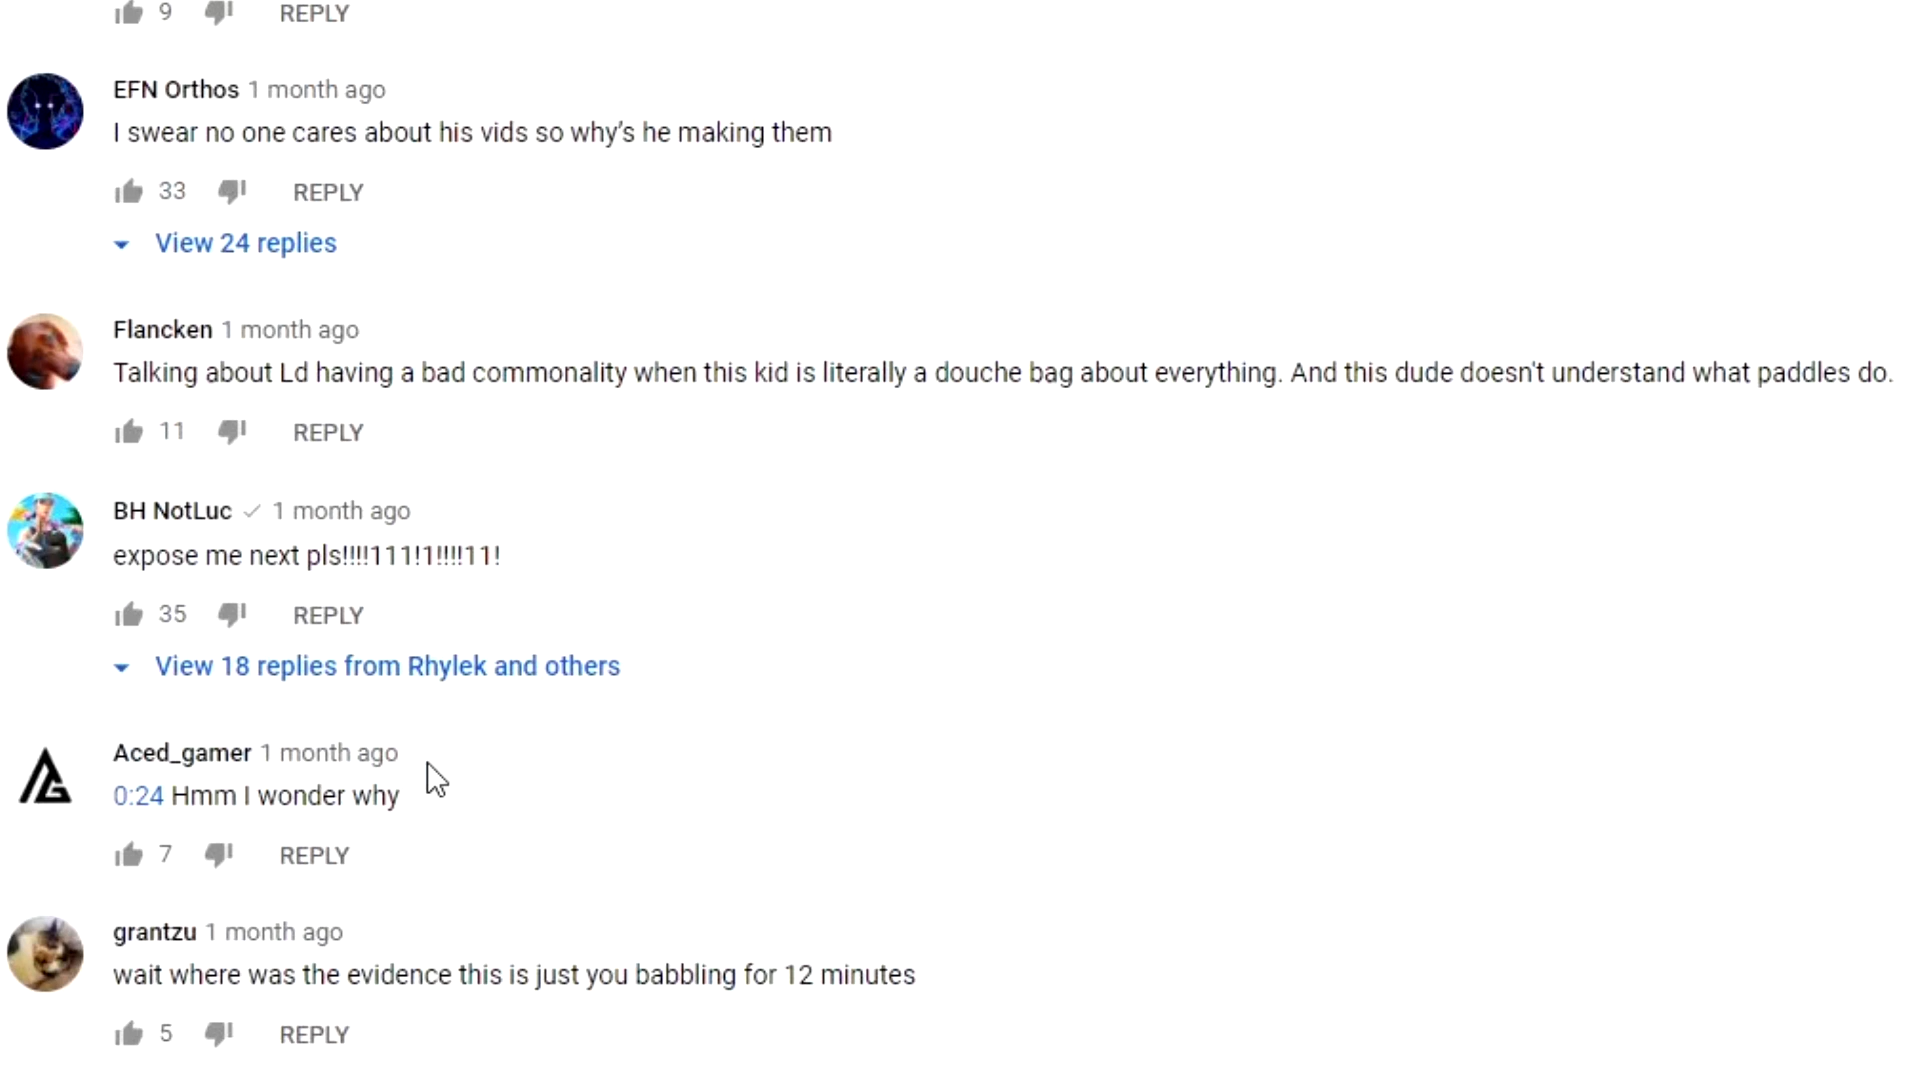 9 REPLY
EFN Orthos 1 month ago
I swear no one cares about his vids so why's he making them
33 REPLY
View 24 replies
Flancken 1 month ago
Talking about Ld having a bad commonality when this kid is literally a douche bag about everything. And this dude doesn't understand what paddles do.
11 REPLY
BH NotLuc 1 month ago
expose me next pls!!!!111!1!!!!11!
35 REPLY
View 18 replies from Rhylek and others
Aced_gamer 1 month ago
0:24 Hmm I wonder why
7 REPLY
grantzu 1 month ago
wait where was the evidence this is just you babbling for 12 minutes
5 REPLY